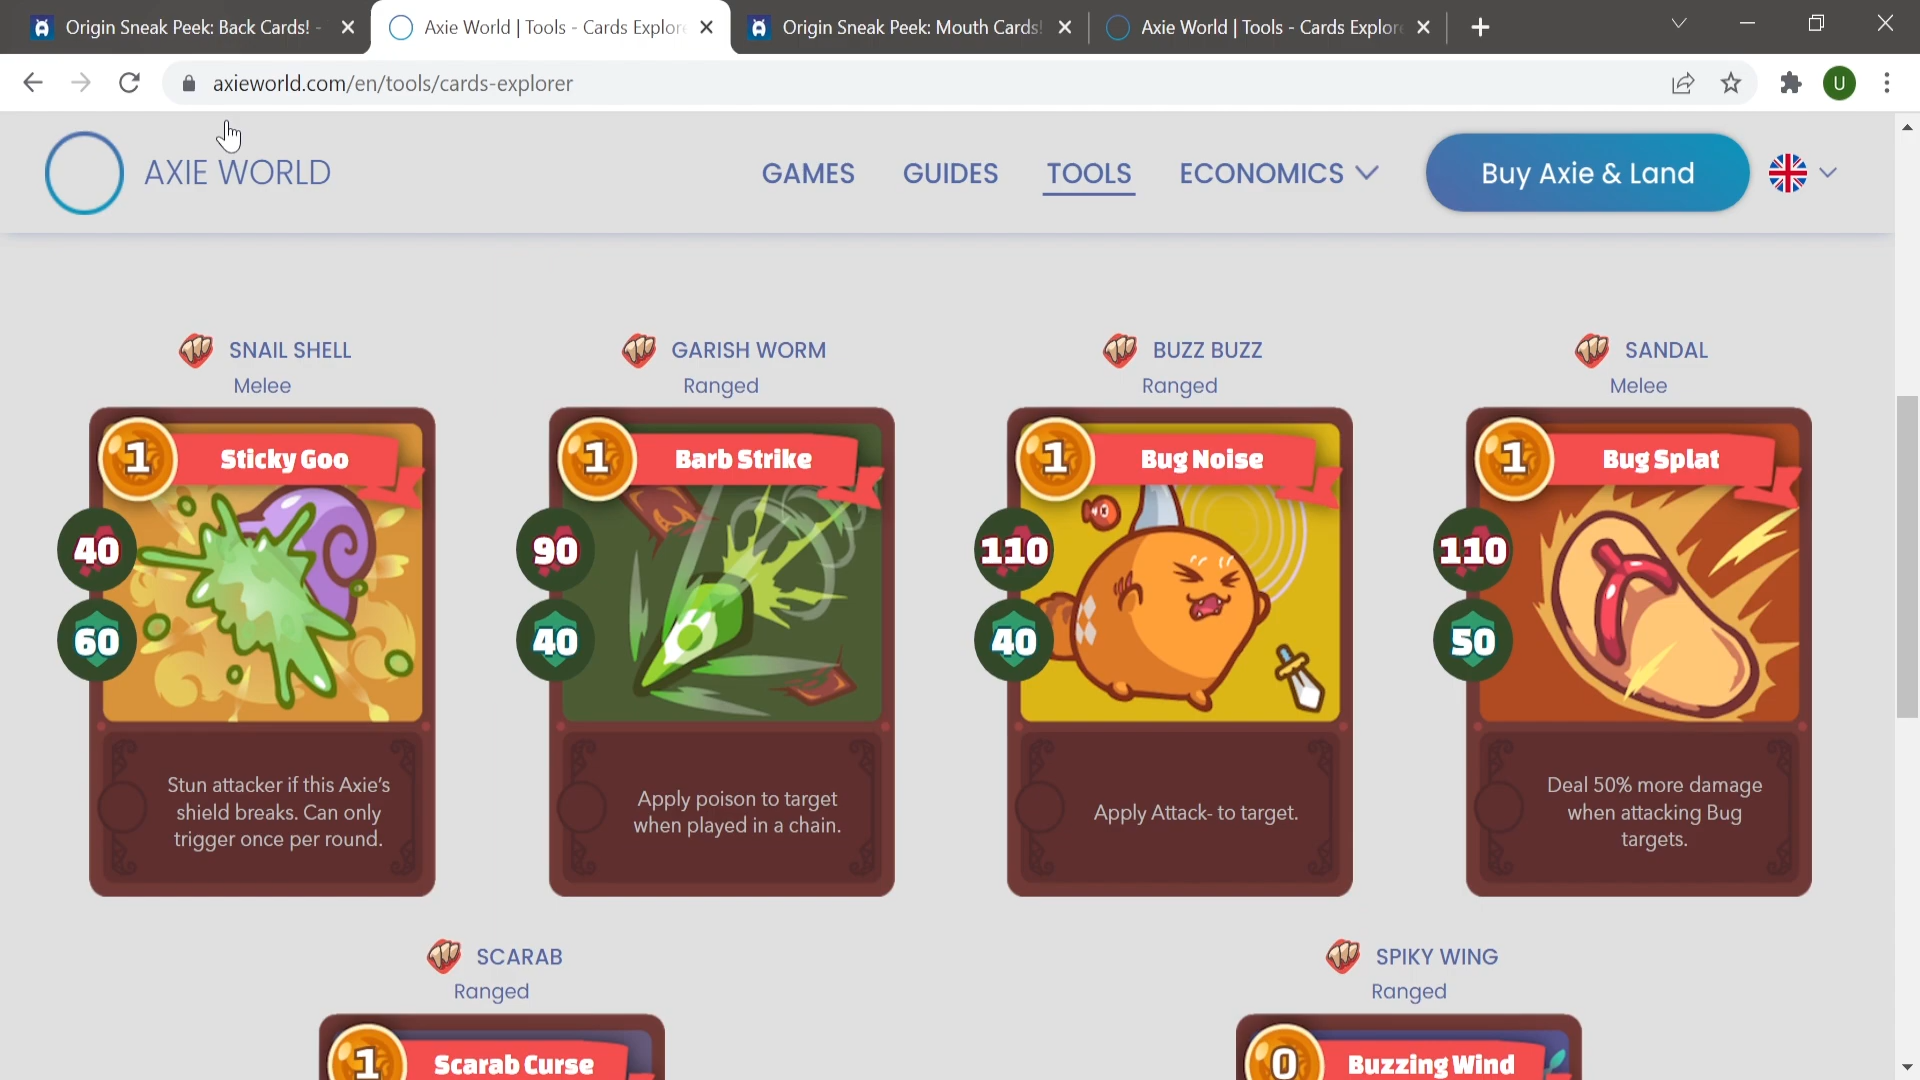 Origin Sneak Peek: Back Cards! -
Axie World | Tools - Cards Explore
Origin Sneak Peek: Mouth Cards!
Axie World | Tools - Cards Explore
axieworld.com/en/tools/cards-explorer
U
AXIE WORLD
GAMES
GUIDES
TOOLS
ECONOMICS
Buy Axie & Land
SNAIL SHELL
Melee
1
Sticky Goo
40
60
Stun attacker if this Axie's
shield breaks. Can only
trigger once per round.
GARISH WORM
Ranged
1
Barb Strike
90
40
Apply poison to target
when played in a chain.
BUZZ BUZZ
Ranged
1
Bug Noise
110
40
Apply Attack- to target.
SANDAL
Melee
1
Bug Splat
110
50
Deal 50% more damage
when attacking Bug
targets.
SCARAB
Ranged
1
Scarab Curse
SPIKY WING
Ranged
0
Buzzing Wind